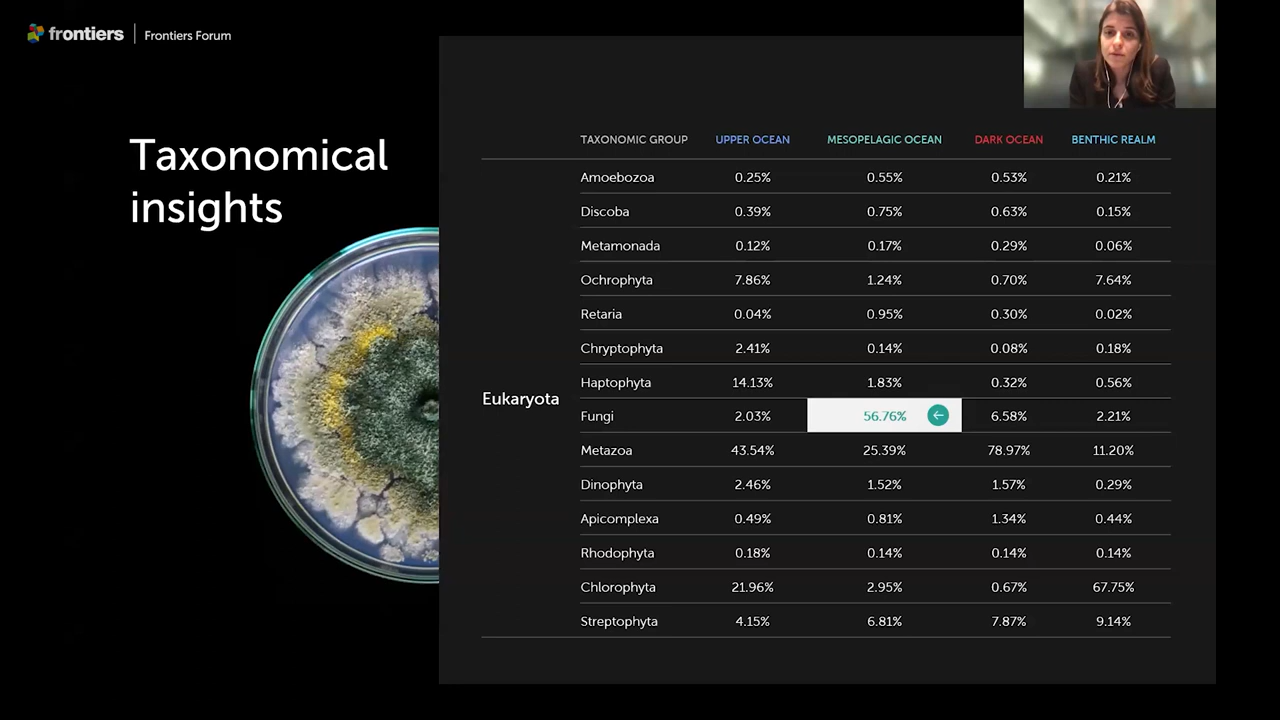 frontiers | Frontiers Forum
Taxonomical
insights
TAXONOMIC GROUP UPPER OCEAN MESOPELAGIC OCEAN DARK OCEAN BENTHIC REALM
Amoebozoa 0.25% 0.55% 0.53% 0.21%
Discoba 0.39% 0.75% 0.63% 0.15%
Metamonada 0.12% 0.17% 0.29% 0.06%
Ochrophyta 7.86% 1.24% 0.70% 7.64%
Retaria 0.04% 0.95% 0.30% 0.02%
Chryptophyta 2.41% 0.14% 0.08% 0.18%
Haptophyta 14.13% 1.83% 0.32% 0.56%
Eukaryota
Fungi 2.03% 56.76% 6.58% 2.21%
Metazoa 43.54% 25.39% 78.97% 11.20%
Dinophyta 2.46% 1.52% 1.57% 0.29%
Apicomplexa 0.49% 0.81% 1.34% 0.44%
Rhodophyta 0.18% 0.14% 0.14% 0.14%
Chlorophyta 21.96% 2.95% 0.67% 67.75%
Streptophyta 4.15% 6.81% 7.87% 9.14%